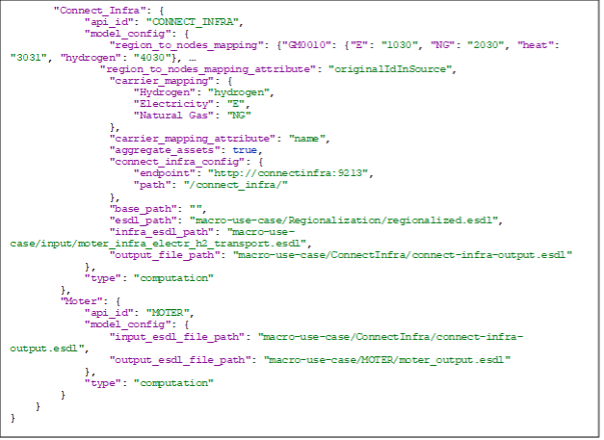 "Connect_Infra": {
"api_id": "CONNECT_INFRA",
"model_config": {
"region_to_nodes_mapping": {"GM0010": {"E": "1030", "NG": "2030", "heat":
"3031", "hydrogen": "4030"}, …
"region_to_nodes_mapping_attribute": "originalIdInSource",
"carrier_mapping": {
"Hydrogen": "hydrogen",
"Electricity": "E",
"Natural Gas": "NG"
},
"carrier_mapping_attribute": "name",
"aggregate_assets": true,
"connect_infra_config": {
"endpoint": "http://connectinfra:9213",
"path": "/connect_infra/"
},
"base_path": "",
"esdl_path": "macro-use-case/Regionalization/regionalized.esdl",
"infra_esdl_path": "macro-use-
case/input/moter_infra_electr_h2_transport.esdl",
"output_file_path": "macro-use-case/ConnectInfra/connect-infra-output.esdl"
},
"type": "computation"
},
"Moter": {
"api_id": "MOTER",
"model_config": {
"input_esdl_file_path": "macro-use-case/ConnectInfra/connect-infra-
output.esdl",
"output_esdl_file_path": "macro-use-case/MOTER/moter_output.esdl"
},
"type": "computation"
}
}
}